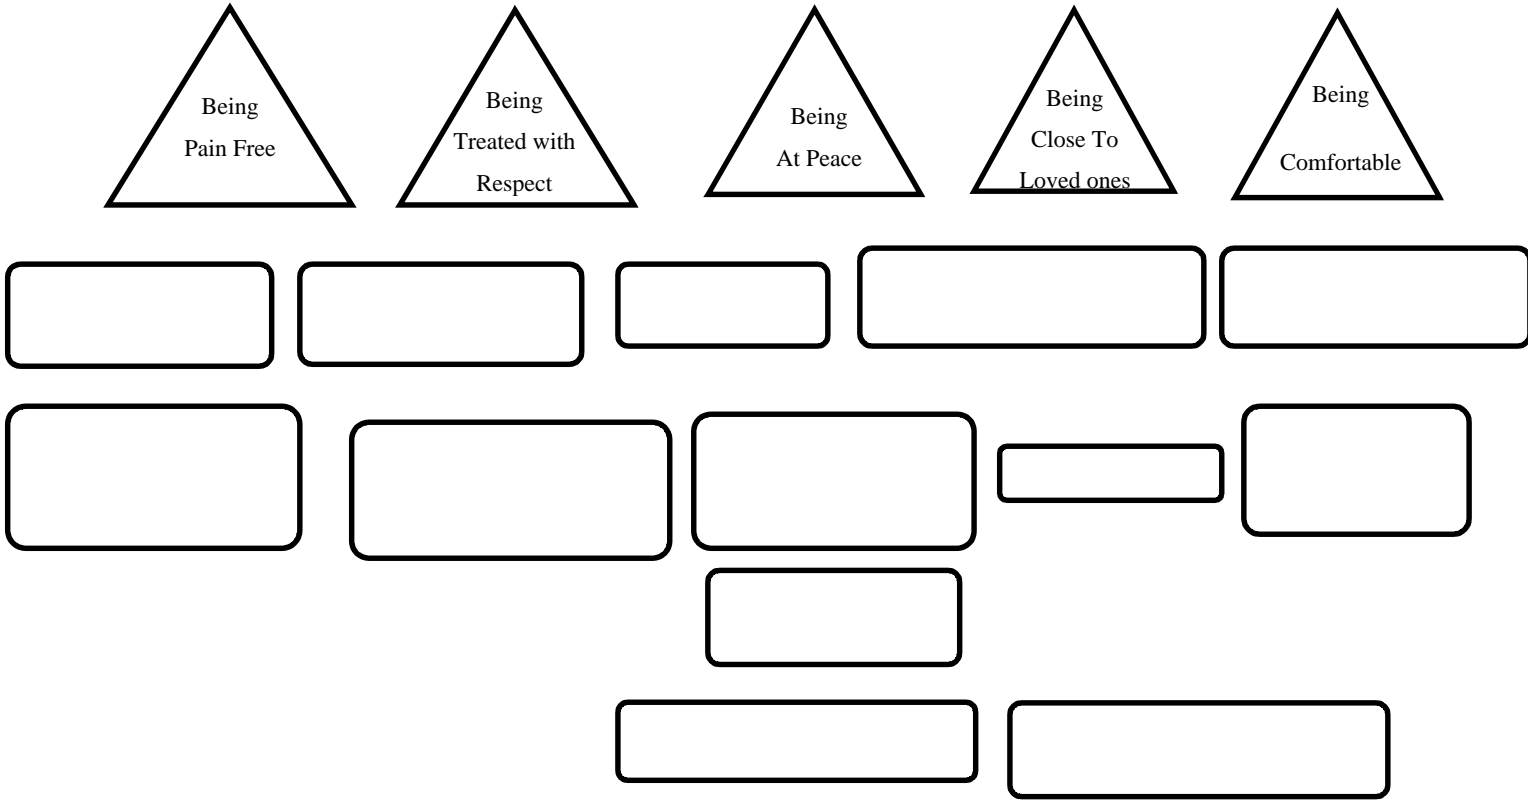 Being
Pain Free
Being
Treated with
Respect
Being
At Peace
Being
Close To
Loved ones
Being
Comfortable